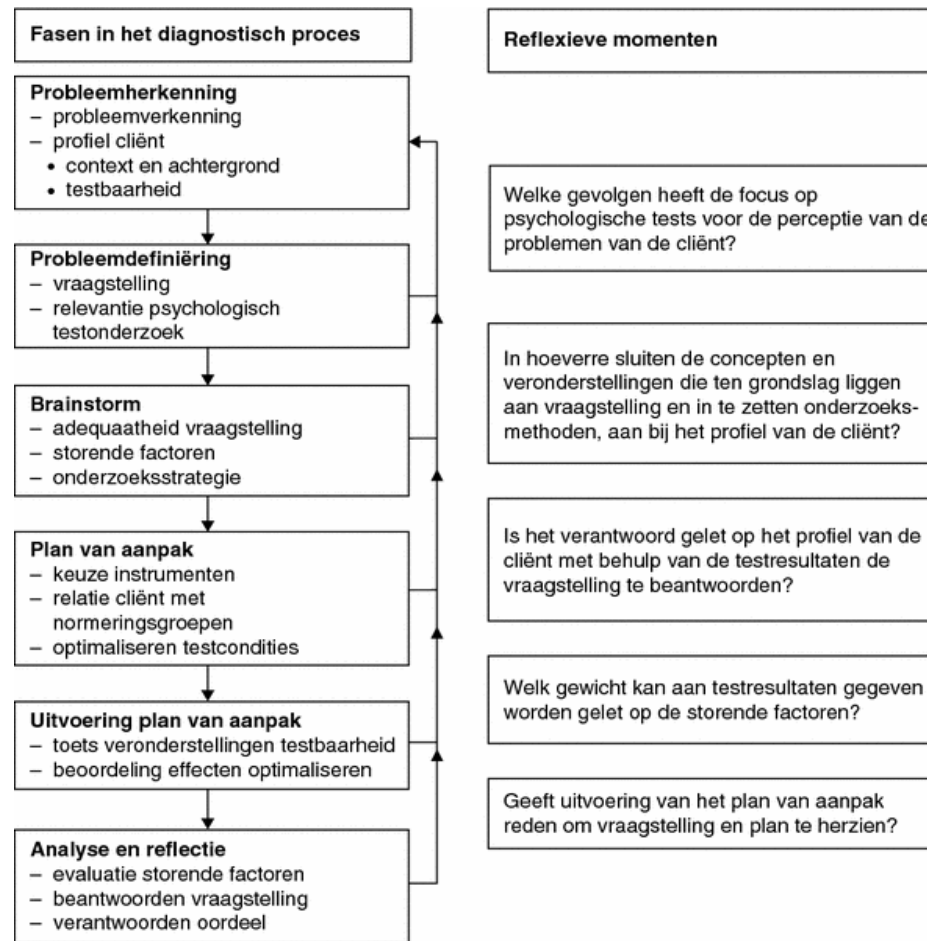 Fasen in het diagnostisch proces
Probleemherkenning
– probleemverkenning
– profiel cliënt
• context en achtergrond
• testbaarheid
Probleemdefiniëring
– vraagstelling
– relevantie psychologisch
testonderzoek
Brainstorm
– adequaatheid vraagstelling
– storende factoren
– onderzoeksstrategie
Plan van aanpak
– keuze instrumenten
– relatie cliënt met
normeringsgroepen
– optimaliseren testcondities
Uitvoering plan van aanpak
– toets veronderstellingen testbaarheid
– beoordeling effecten optimaliseren
Analyse en reflectie
– evaluatie storende factoren
– beantwoorden vraagstelling
– verantwoorden oordeel
Reflexieve momenten
Welke gevolgen heeft de focus op
psychologische tests voor de perceptie van de
problemen van de cliënt?
In hoeverre sluiten de concepten en
veronderstellingen die ten grondslag liggen
aan vraagstelling en in te zetten onderzoeks-
methoden, aan bij het profiel van de cliënt?
Is het verantwoord gelet op het profiel van de
cliënt met behulp van de testresultaten de
vraagstelling te beantwoorden?
Welk gewicht kan aan testresultaten gegeven
worden gelet op de storende factoren?
Geeft uitvoering van het plan van aanpak
reden om vraagstelling en plan te herzien?